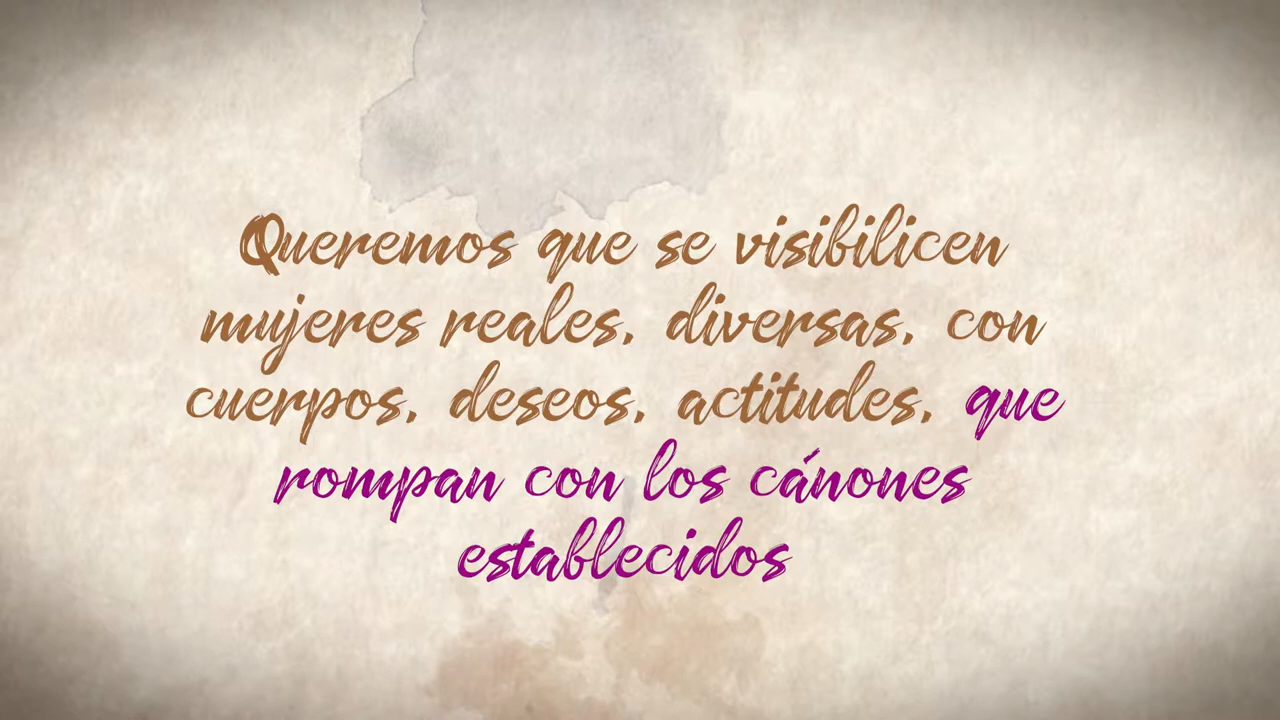 Queremos que se visibilicen
mujeres reales, diversas, con
cuerpos, deseos, actitudes, que
rompan con los cánones
establecidos